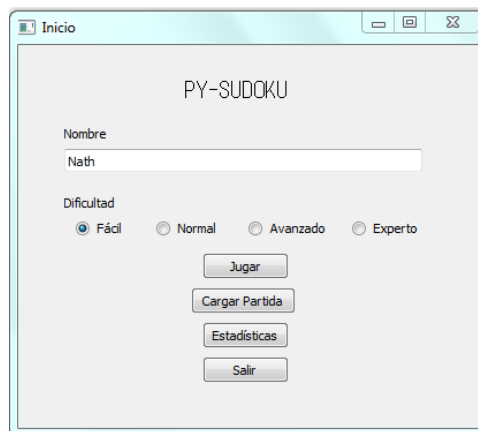 Inicio
PY-SUDOKU
Nombre
Nath
Dificultad
Fácil Normal Avanzado Experto
Jugar
Cargar Partida
Estadísticas
Salir